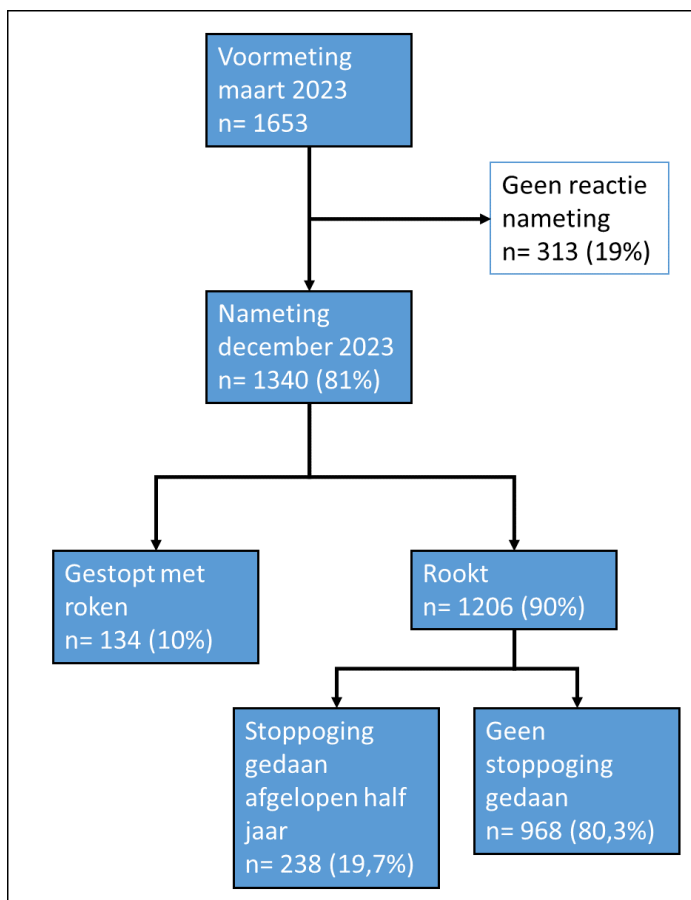 Voormeting
maart 2023
n= 1653
Geen reactie
nameting
n= 313 (19%)
Nameting
december 2023
n= 1340 (81%)
Gestopt met
roken
n= 134 (10%)
Rookt
n= 1206 (90%)
Stoppoging
gedaan
afgelopen half
jaar
n= 238 (19,7%)
Geen
stoppoging
gedaan
n= 968 (80,3%)